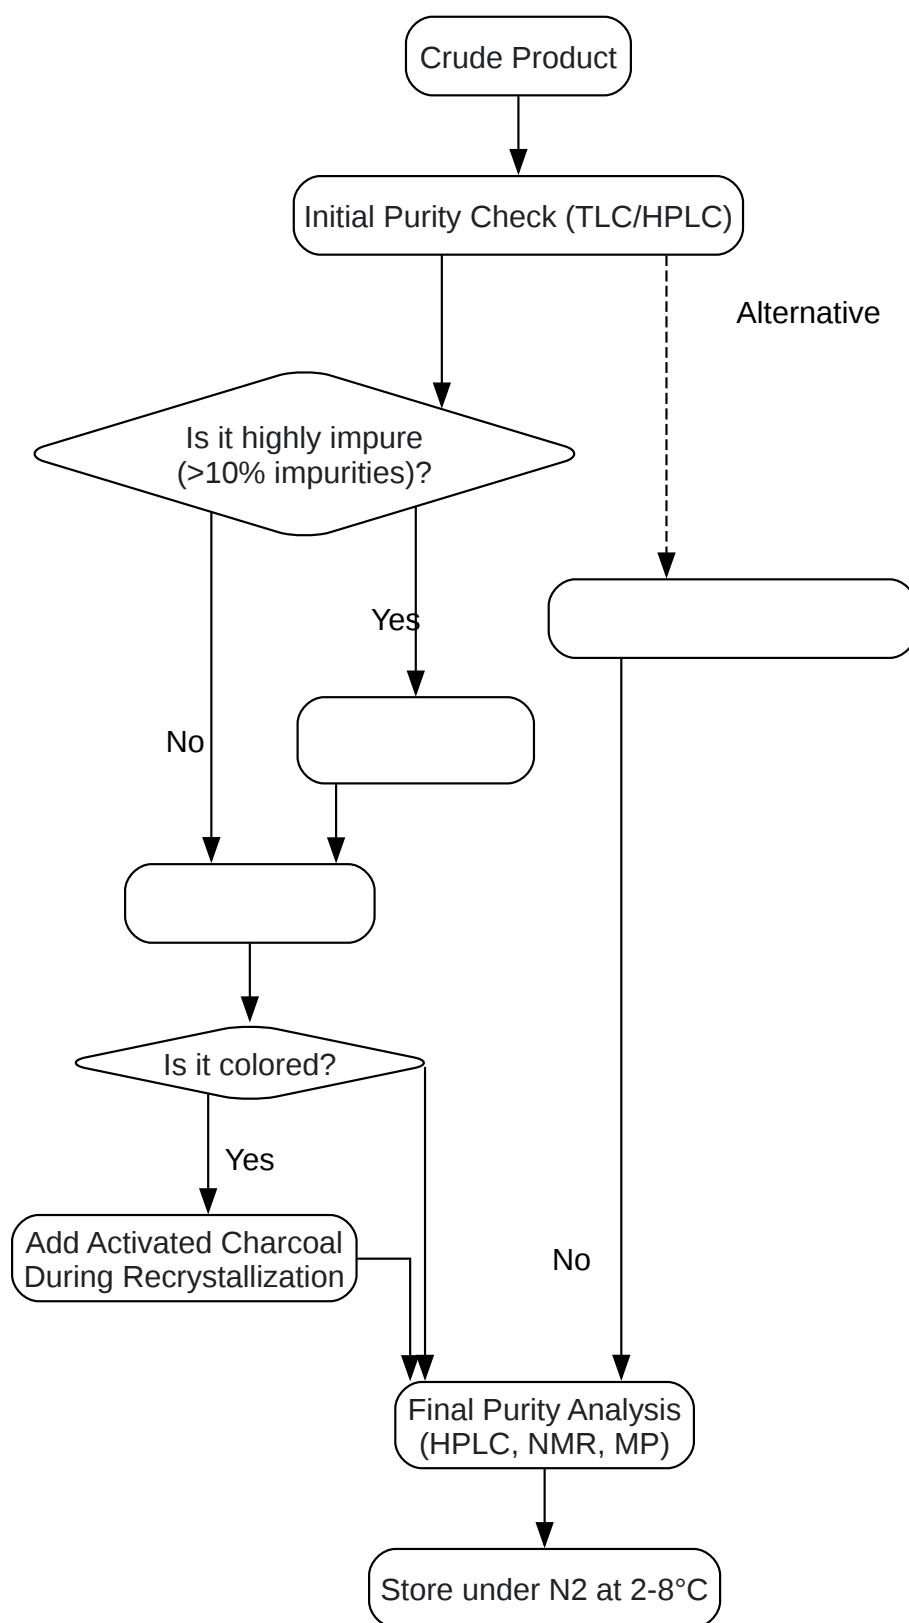 Crude Product
Initial Purity Check (TLC/HPLC)
Alternative
Is it highly impure
(>10% impurities)?
Yes
No
Is it colored?
Yes
Add Activated Charcoal
During Recrystallization
No
Final Purity Analysis
(HPLC, NMR, MP)
Store under N2 at 2-8°C